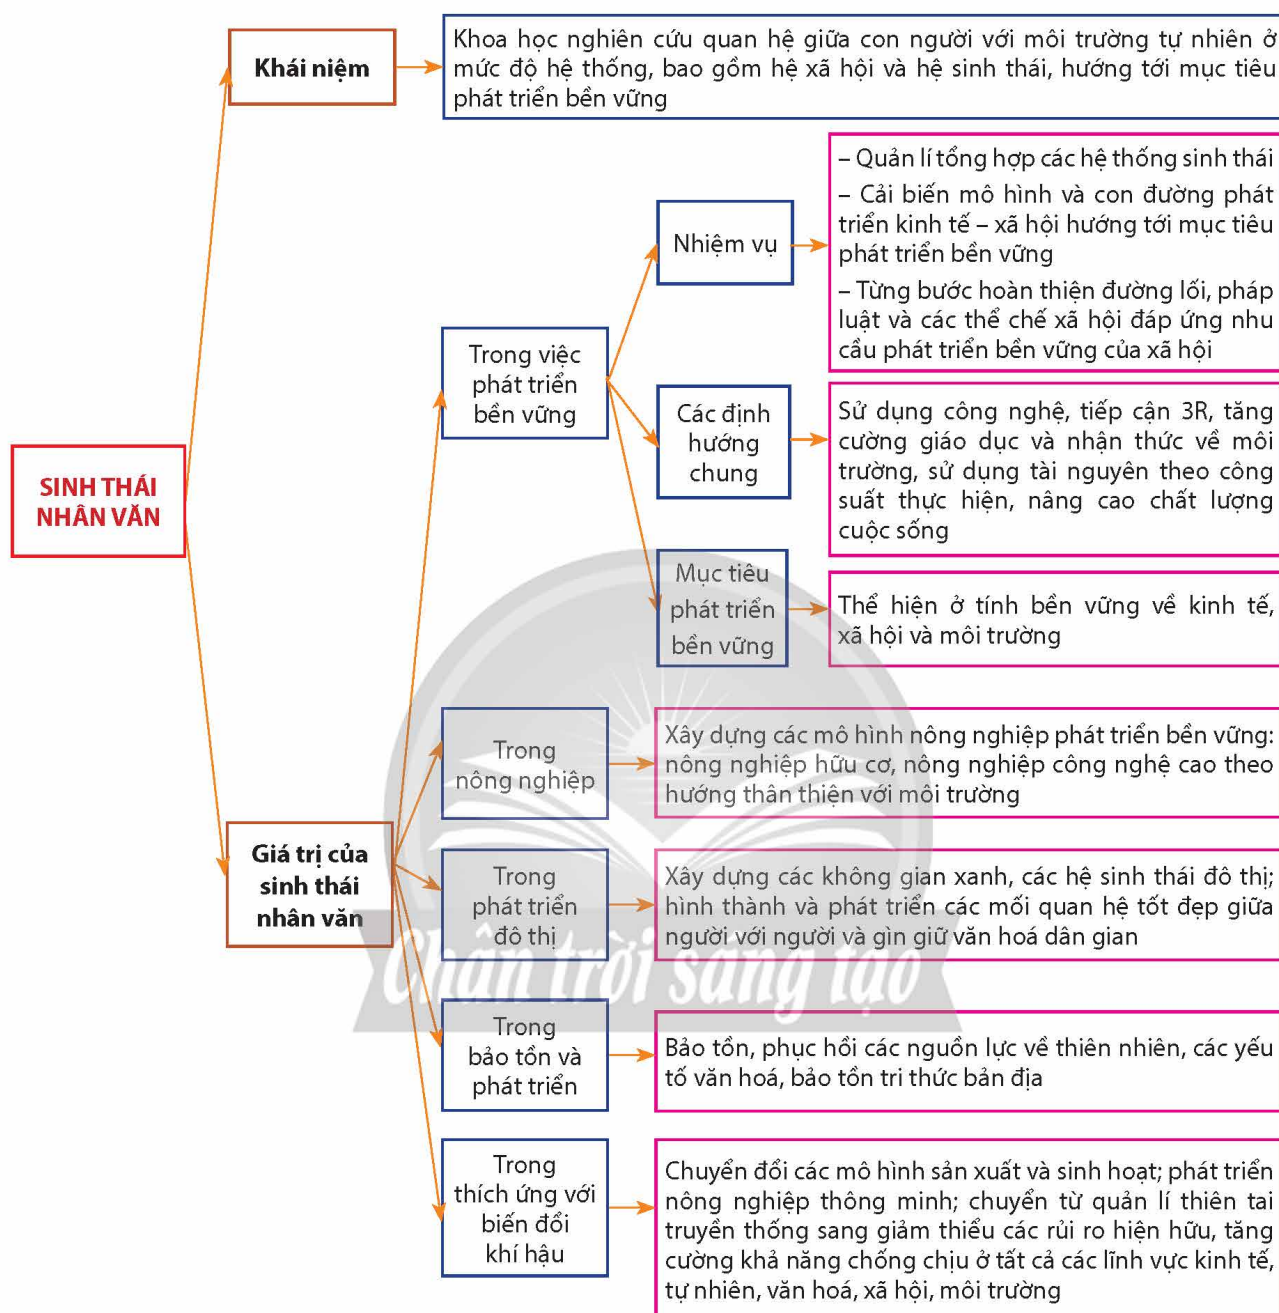 SINH THÁI
NHÂN VĂN
Khái niệm
Khoa học nghiên cứu quan hệ giữa con người với môi trường tự nhiên ở
mức độ hệ thống, bao gồm hệ xã hội và hệ sinh thái, hướng tới mục tiêu
phát triển bền vững
Giá trị của
sinh thái
nhân văn
Trong việc
phát triển
bền vững
Nhiệm vụ
– Quản lí tổng hợp các hệ thống sinh thái
– Cải biến mô hình và con đường phát
triển kinh tế – xã hội hướng tới mục tiêu
phát triển bền vững
– Từng bước hoàn thiện đường lối, pháp
luật và các thể chế xã hội đáp ứng nhu
cầu phát triển bền vững của xã hội
Các định
hướng
chung
Sử dụng công nghệ, tiếp cận 3R, tăng
cường giáo dục và nhận thức về môi
trường, sử dụng tài nguyên theo công
suất thực hiện, nâng cao chất lượng
cuộc sống
Mục tiêu
phát triển
bền vững
Thể hiện ở tính bền vững về kinh tế,
xã hội và môi trường
Trong
nông nghiệp
Xây dựng các mô hình nông nghiệp phát triển bền vững:
nông nghiệp hữu cơ, nông nghiệp công nghệ cao theo
hướng thân thiện với môi trường
Trong
phát triển
đô thị
Xây dựng các không gian xanh, các hệ sinh thái đô thị;
hình thành và phát triển các mối quan hệ tốt đẹp giữa
người với người và gìn giữ văn hoá dân gian
Trong
bảo tồn và
phát triển
Bảo tồn, phục hồi các nguồn lực về thiên nhiên, các yếu
tố văn hoá, bảo tồn tri thức bản địa
Trong
thích ứng với
biến đổi
khí hậu
Chuyển đổi các mô hình sản xuất và sinh hoạt; phát triển
nông nghiệp thông minh; chuyển từ quản lí thiên tai
truyền thống sang giảm thiểu các rủi ro hiện hữu, tăng
cường khả năng chống chịu ở tất cả các lĩnh vực kinh tế,
tự nhiên, văn hoá, xã hội, môi trường
Chân trời sáng tạo